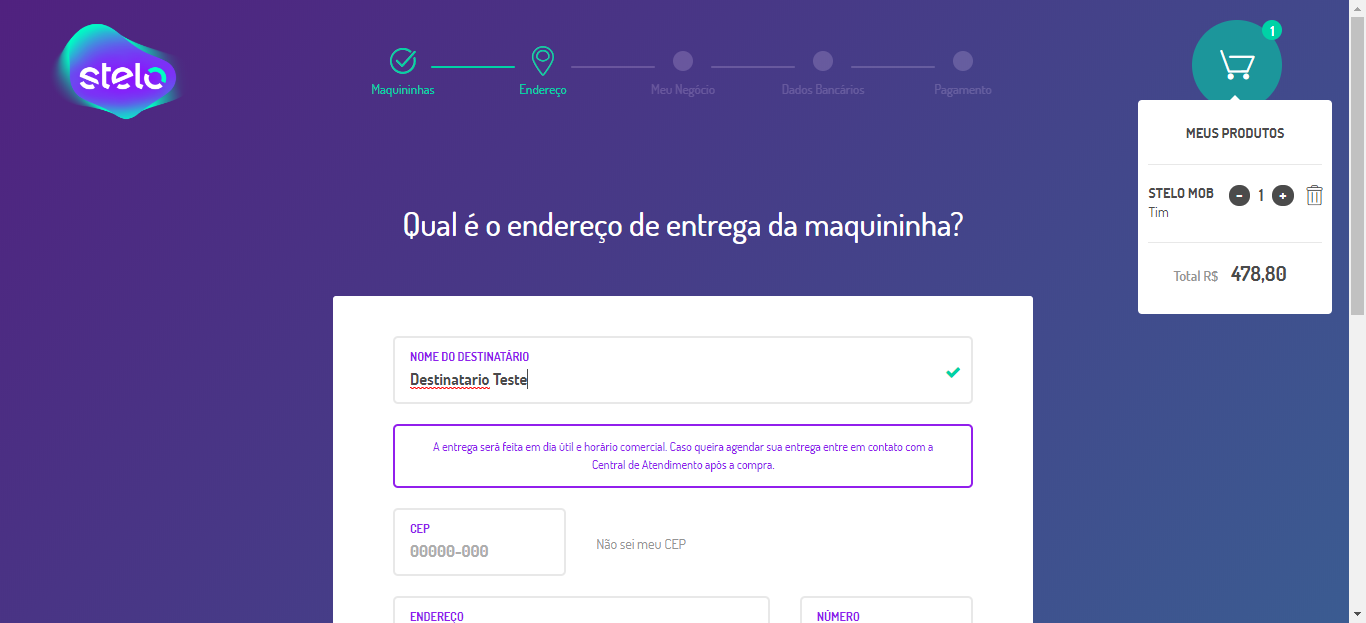 stelo
Maquininhas
Endereço
Meu Negócio
Dados Bancários
Pagamento
1
MEUS PRODUTOS
STELO MOB - 1 +
Tim
Total R$ 478,80
Qual é o endereço de entrega da maquininha?
NOME DO DESTINATÁRIO
Destinatario Teste
A entrega será feita em dia útil e horário comercial. Caso queira agendar sua entrega entre em contato com a
Central de Atendimento após a compra.
CEP
00000-000
Não sei meu CEP
ENDEREÇO
NÚMERO